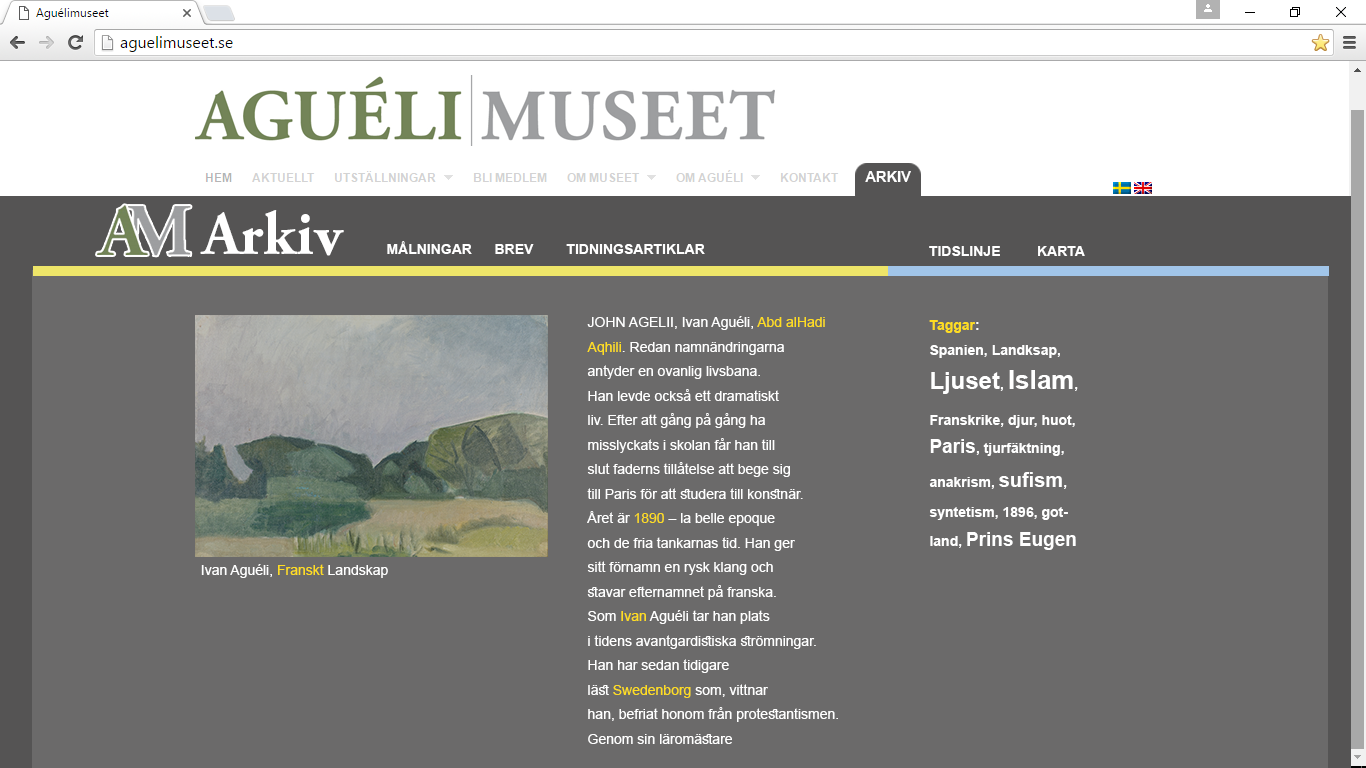 Aguélimuseet
aguelimuseet.se
AGUÉLI MUSEET
HEM AKTUELLT UTSTÄLLNINGAR BLI MEDLEM OM MUSEET OM AGUÉLI KONTAKT ARKIV
AM Arkiv
MÅLNINGAR BREV TIDNINGSARTIKLAR TIDSLINJE KARTA
Ivan Aguéli, Franskt Landskap
JOHN AGELII, Ivan Aguéli, Abd alHadi
Aqhili. Redan namnändringarna
antyder en ovanlig livsbana.
Han levde också ett dramatiskt
liv. Efter att gång på gång ha
misslyckats i skolan får han till
slut faderns tillåtelse att bege sig
till Paris för att studera till konstnär.
Året är 1890 – la belle epoque
och de fria tankarnas tid. Han ger
sitt förnamn en rysk klang och
stavar efternamnet på franska.
Som Ivan Aguéli tar han plats
i tidens avantgardistiska strömningar.
Han har sedan tidigare
läst Swedenborg som, vittnar
han, befriat honom från protestantismen.
Genom sin läromästare
Taggar:
Spanien, Landksap,
Ljuset, Islam,
Franskrike, djur, huot,
Paris, tjurfäktning,
anakrism, sufism,
syntetism, 1896, got-
land, Prins Eugen